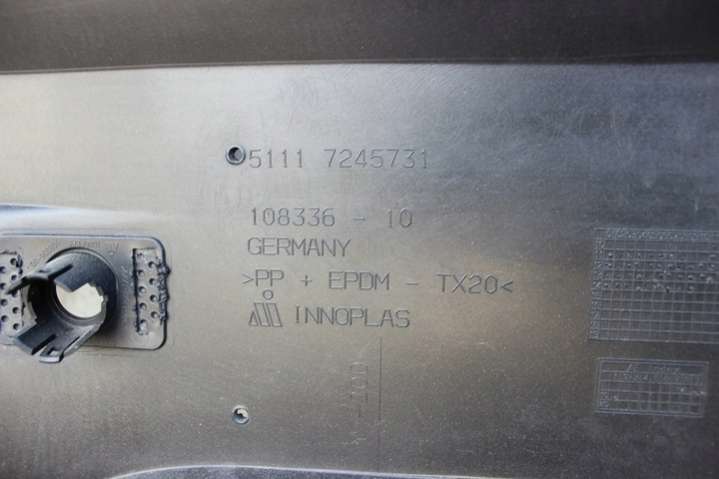 5111 7245731
108336 - 10
GERMANY
>PP + EPDM - TX20<
INNOPLAS